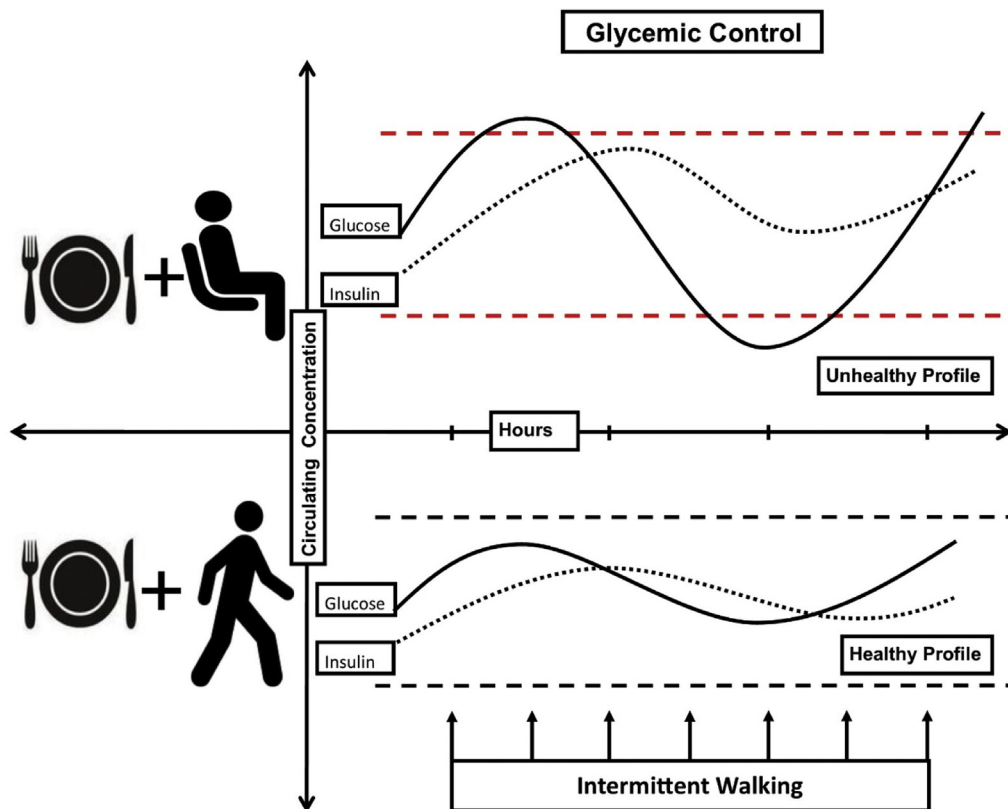 Glycemic Control
Glucose
Insulin
Unhealthy Profile
Circulating Concentration
Hours
Glucose
Insulin
Healthy Profile
Intermittent Walking